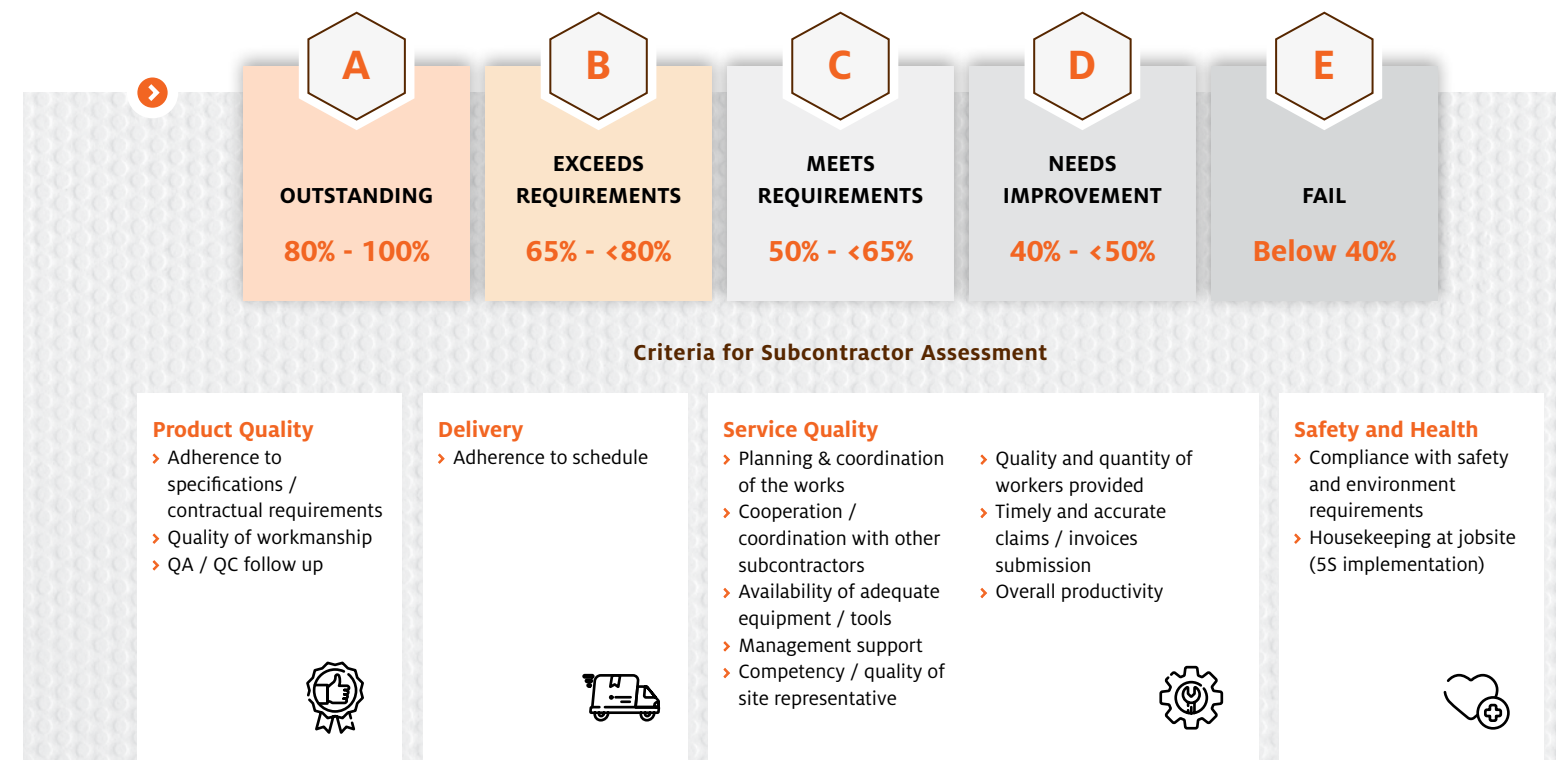 A
OUTSTANDING
80% - 100%
B
EXCEEDS
REQUIREMENTS
65% - <80%
C
MEETS
REQUIREMENTS
50% - <65%
D
NEEDS
IMPROVEMENT
40% - <50%
E
FAIL
Below 40%
Criteria for Subcontractor Assessment
Product Quality
› Adherence to
specifications /
contractual requirements
› Quality of workmanship
› QA / QC follow up
Delivery
› Adherence to schedule
Service Quality
› Planning & coordination
of the works
› Cooperation /
coordination with other
subcontractors
› Availability of adequate
equipment / tools
› Management support
› Competency / quality of
site representative
› Quality and quantity of
workers provided
› Timely and accurate
claims / invoices
submission
› Overall productivity
Safety and Health
› Compliance with safety
and environment
requirements
› Housekeeping at jobsite
(5S implementation)